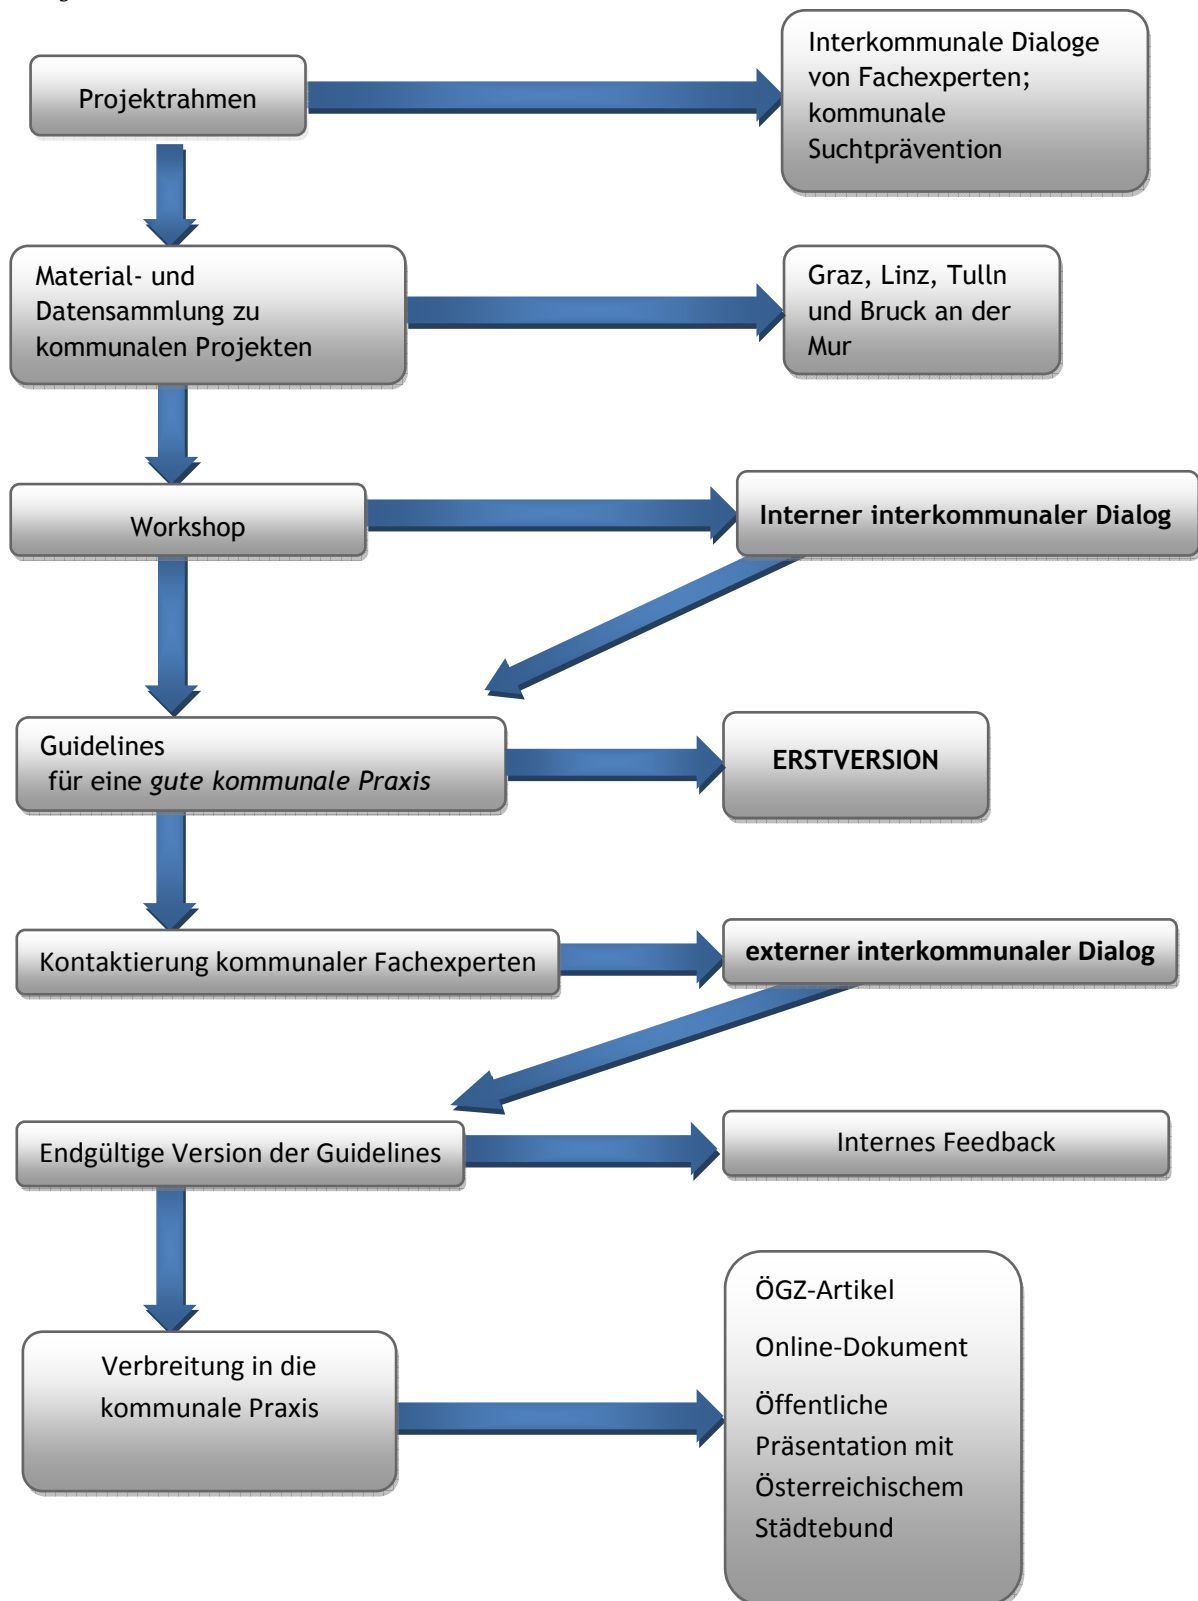 Projektrahmen
Interkommunale Dialoge
von Fachexperten;
kommunale
Suchtprävention
Material- und
Datensammlung zu
kommunalen Projekten
Graz, Linz, Tulln
und Bruck an der
Mur
Workshop
Interner interkommunaler Dialog
Guidelines
für eine gute kommunale Praxis
ERSTVERSION
Kontaktierung kommunaler Fachexperten
externer interkommunaler Dialog
Endgültige Version der Guidelines
Internes Feedback
Verbreitung in die
kommunale Praxis
ÖGZ-Artikel
Online-Dokument
Öffentliche
Präsentation mit
Österreichischem
Städtebund